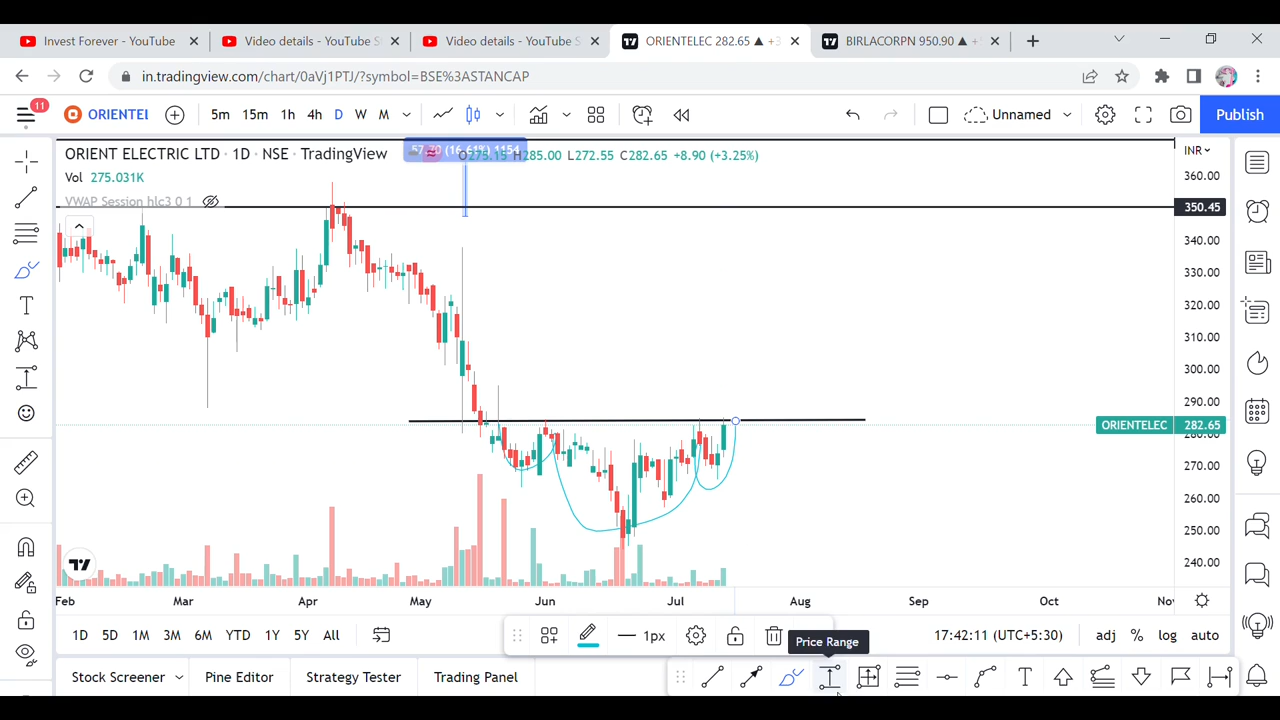 Invest Forever - YouTube
Video details - YouTube S
Video details - YouTube S
ORIENTELEC 282.65 ▲ +3
BIRLACORPN 950.90 ▲ +
in.tradingview.com/chart/0aVj1PTJ/?symbol=BSE%3ASTANCAP
11
ORIENTEL
5m 15m 1h 4h D W M
Unnamed
Publish
ORIENT ELECTRIC LTD · 1D · NSE · TradingView
O275.15 H285.00 L272.55 C282.65 +8.90 (+3.25%)
INR
Vol 275.031K
VWAP Session hlc3 0 1
360.00
350.45
340.00
330.00
320.00
310.00
300.00
290.00
ORIENTELEC 282.65
280.00
270.00
260.00
250.00
240.00
Feb Mar Apr May Jun Jul Aug Sep Oct Nov
1D 5D 1M 3M 6M YTD 1Y 5Y All
1px
Price Range
17:42:11 (UTC+5:30)
adj % log auto
Stock Screener
Pine Editor
Strategy Tester
Trading Panel